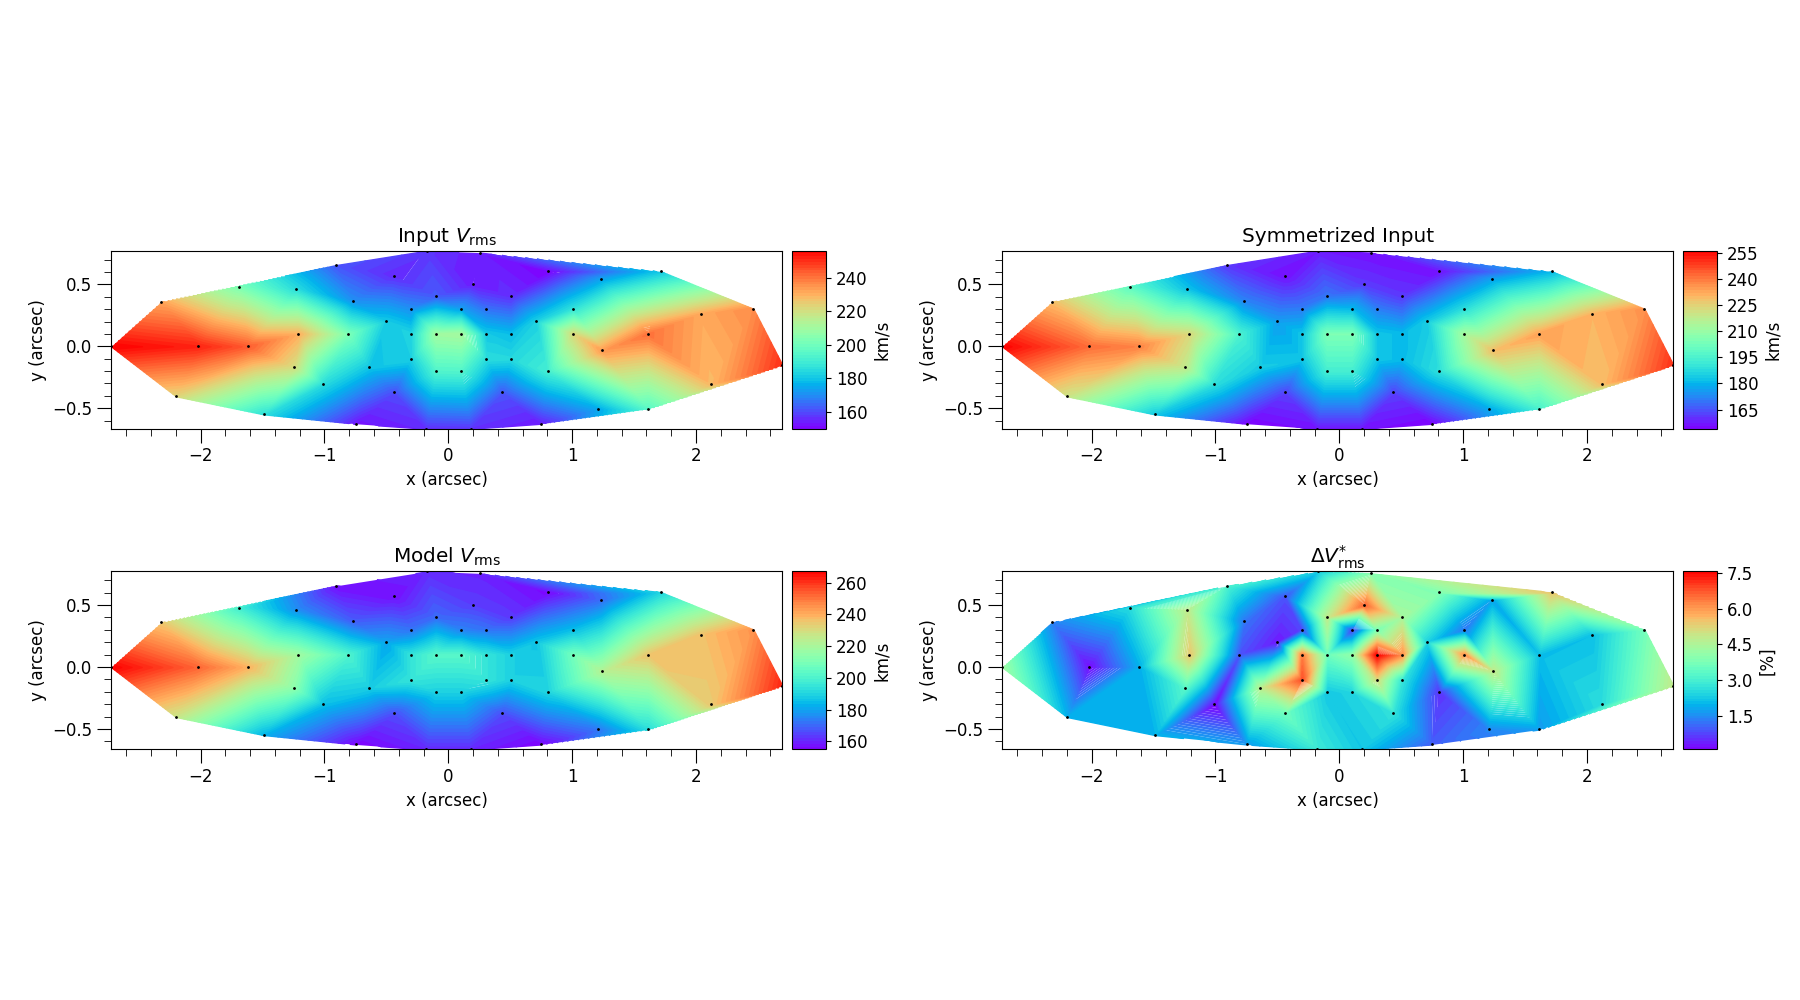 Input V_rms
0.5
0.0
−0.5
y (arcsec)
−2 −1 0 1 2
x (arcsec)
240
220
200
180
160
km/s
Symmetrized Input
0.5
0.0
−0.5
y (arcsec)
−2 −1 0 1 2
x (arcsec)
255
240
225
210
195
180
165
km/s
Model V_rms
0.5
0.0
−0.5
y (arcsec)
−2 −1 0 1 2
x (arcsec)
260
240
220
200
180
160
km/s
ΔV*_rms
0.5
0.0
−0.5
y (arcsec)
−2 −1 0 1 2
x (arcsec)
7.5
6.0
4.5
3.0
1.5
[%]